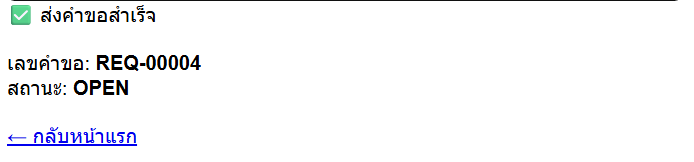 ✅ ส่งคำขอสำเร็จ
เลขคำขอ: REQ-00004
สถานะ: OPEN
← กลับหน้าแรก